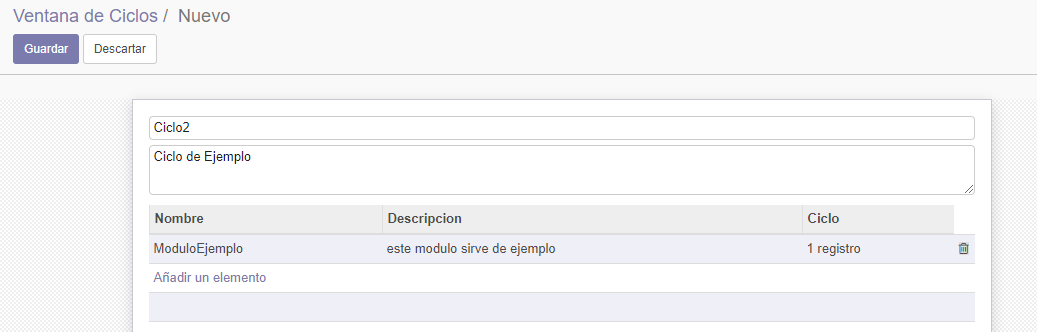 Ventana de Ciclos / Nuevo
Guardar Descartar
Ciclo2
Ciclo de Ejemplo
Nombre Descripcion Ciclo
ModuloEjemplo este modulo sirve de ejemplo 1 registro
Añadir un elemento